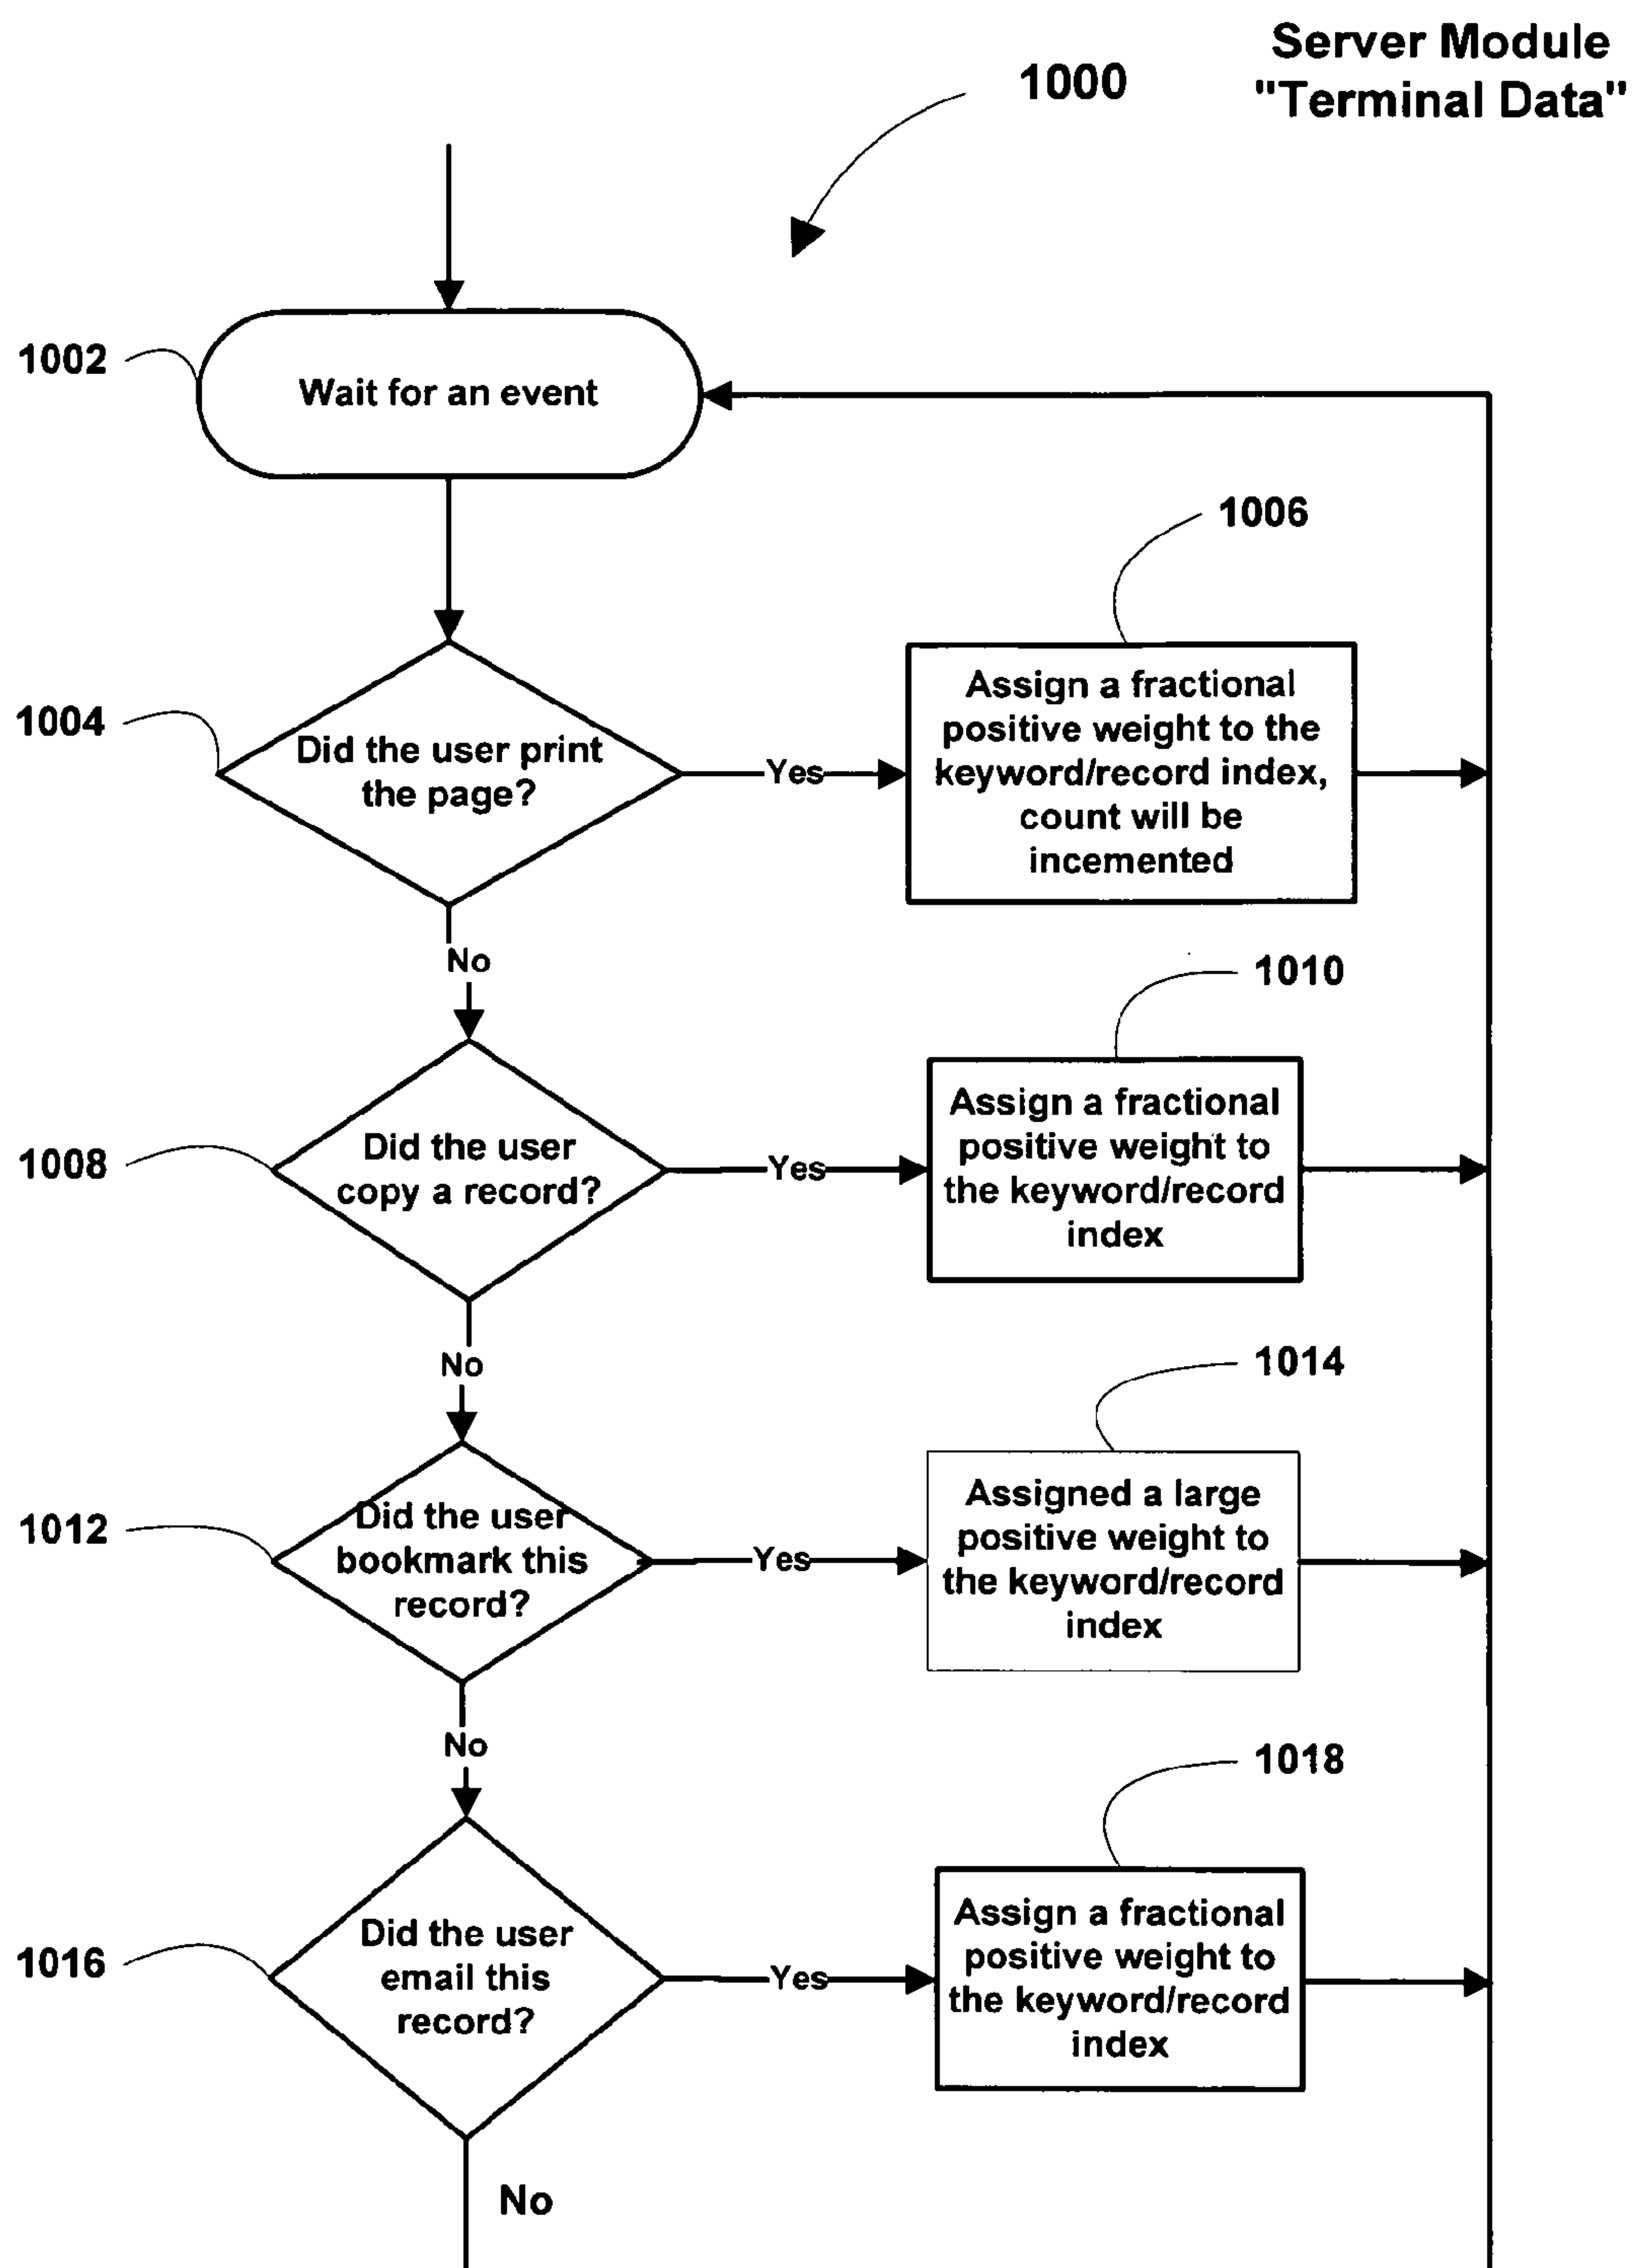 Server Module
"Terminal Data"
1000
1002
Wait for an event
1006
1004
Did the user print
the page?
Yes
Assign a fractional
positive weight to the
keyword/record index,
count will be
incemented
No
1010
1008
Did the user
copy a record?
Yes
Assign a fractional
positive weight to
the keyword/record
index
No
1014
1012
Did the user
bookmark this
record?
Yes
Assigned a large
positive weight to
the keyword/record
index
No
1018
1016
Did the user
email this
record?
Yes
Assign a fractional
positive weight to
the keyword/record
index
No